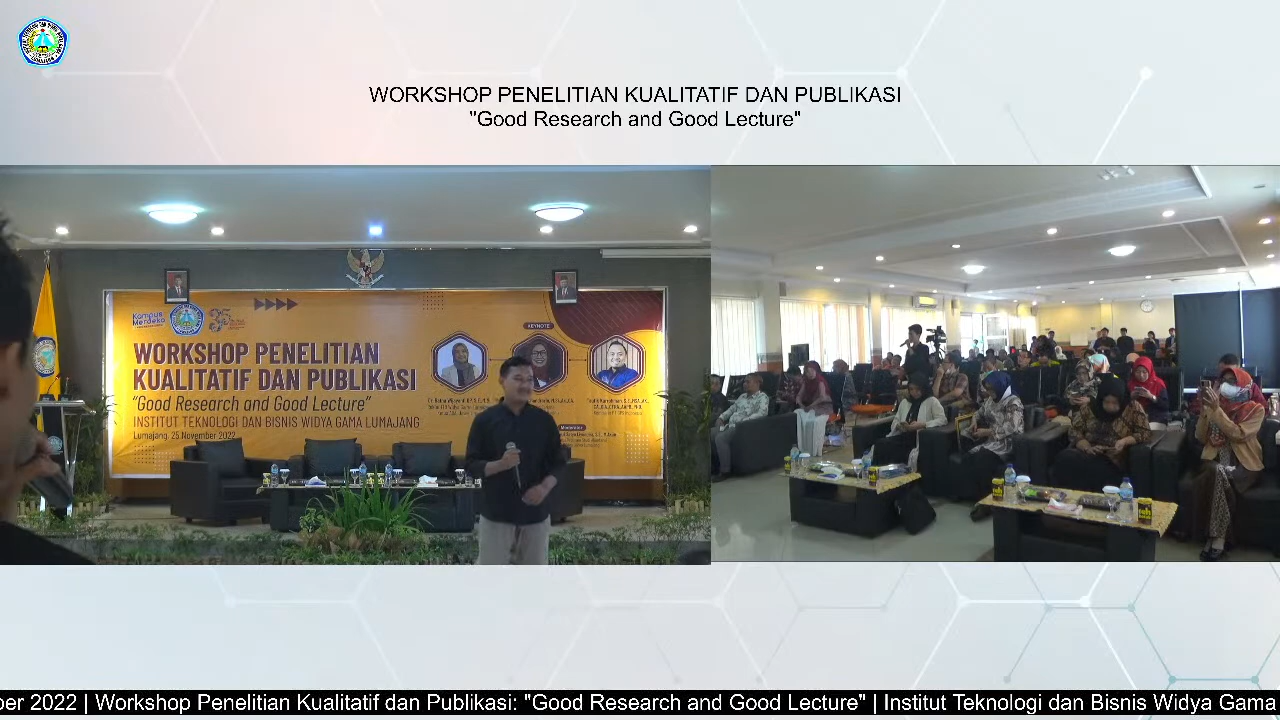 WORKSHOP PENELITIAN KUALITATIF DAN PUBLIKASI
"Good Research and Good Lecture"
Kampus
Merdeka
KEYNOTE
WORKSHOP PENELITIAN
KUALITATIF DAN PUBLIKASI
"Good Research and Good Lecture"
INSTITUT TEKNOLOGI DAN BISNIS WIDYA GAMA LUMAJANG
Lumajang, 25 November 2022
Moderator
ber 2022 | Workshop Penelitian Kualitatif dan Publikasi: "Good Research and Good Lecture" | Institut Teknologi dan Bisnis Widya Gama